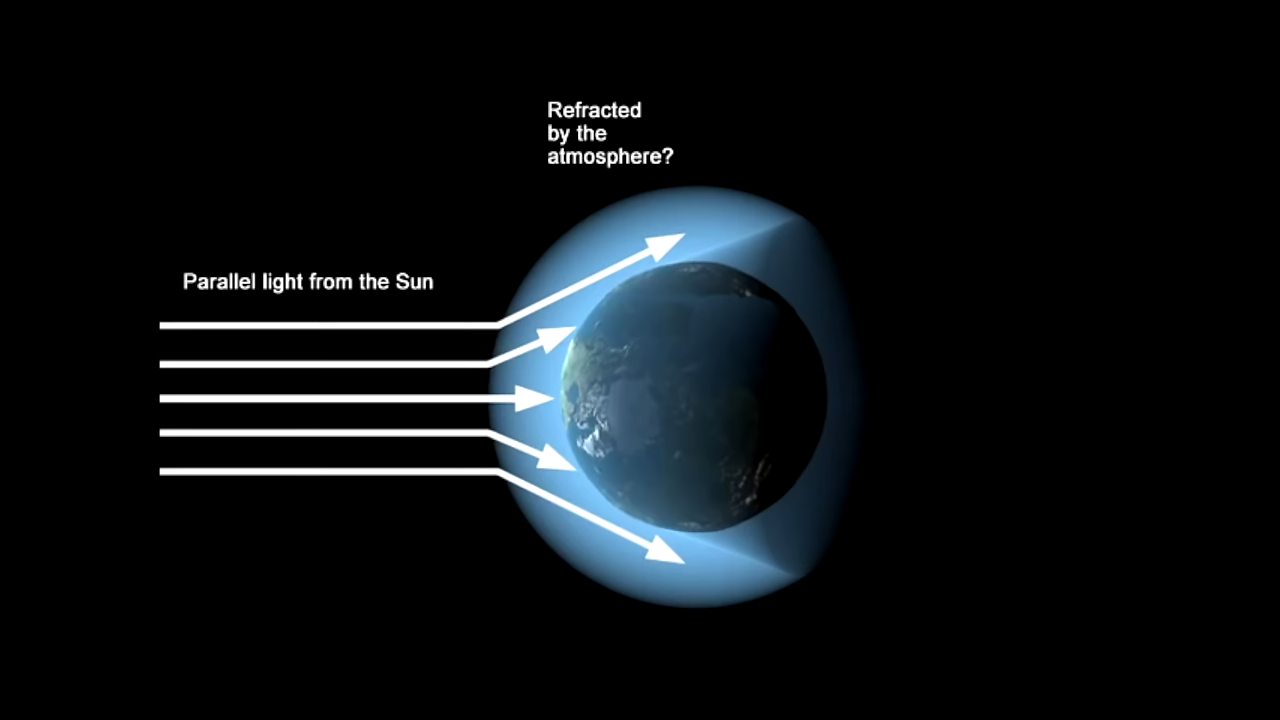 Refracted
by the
atmosphere?
Parallel light from the Sun